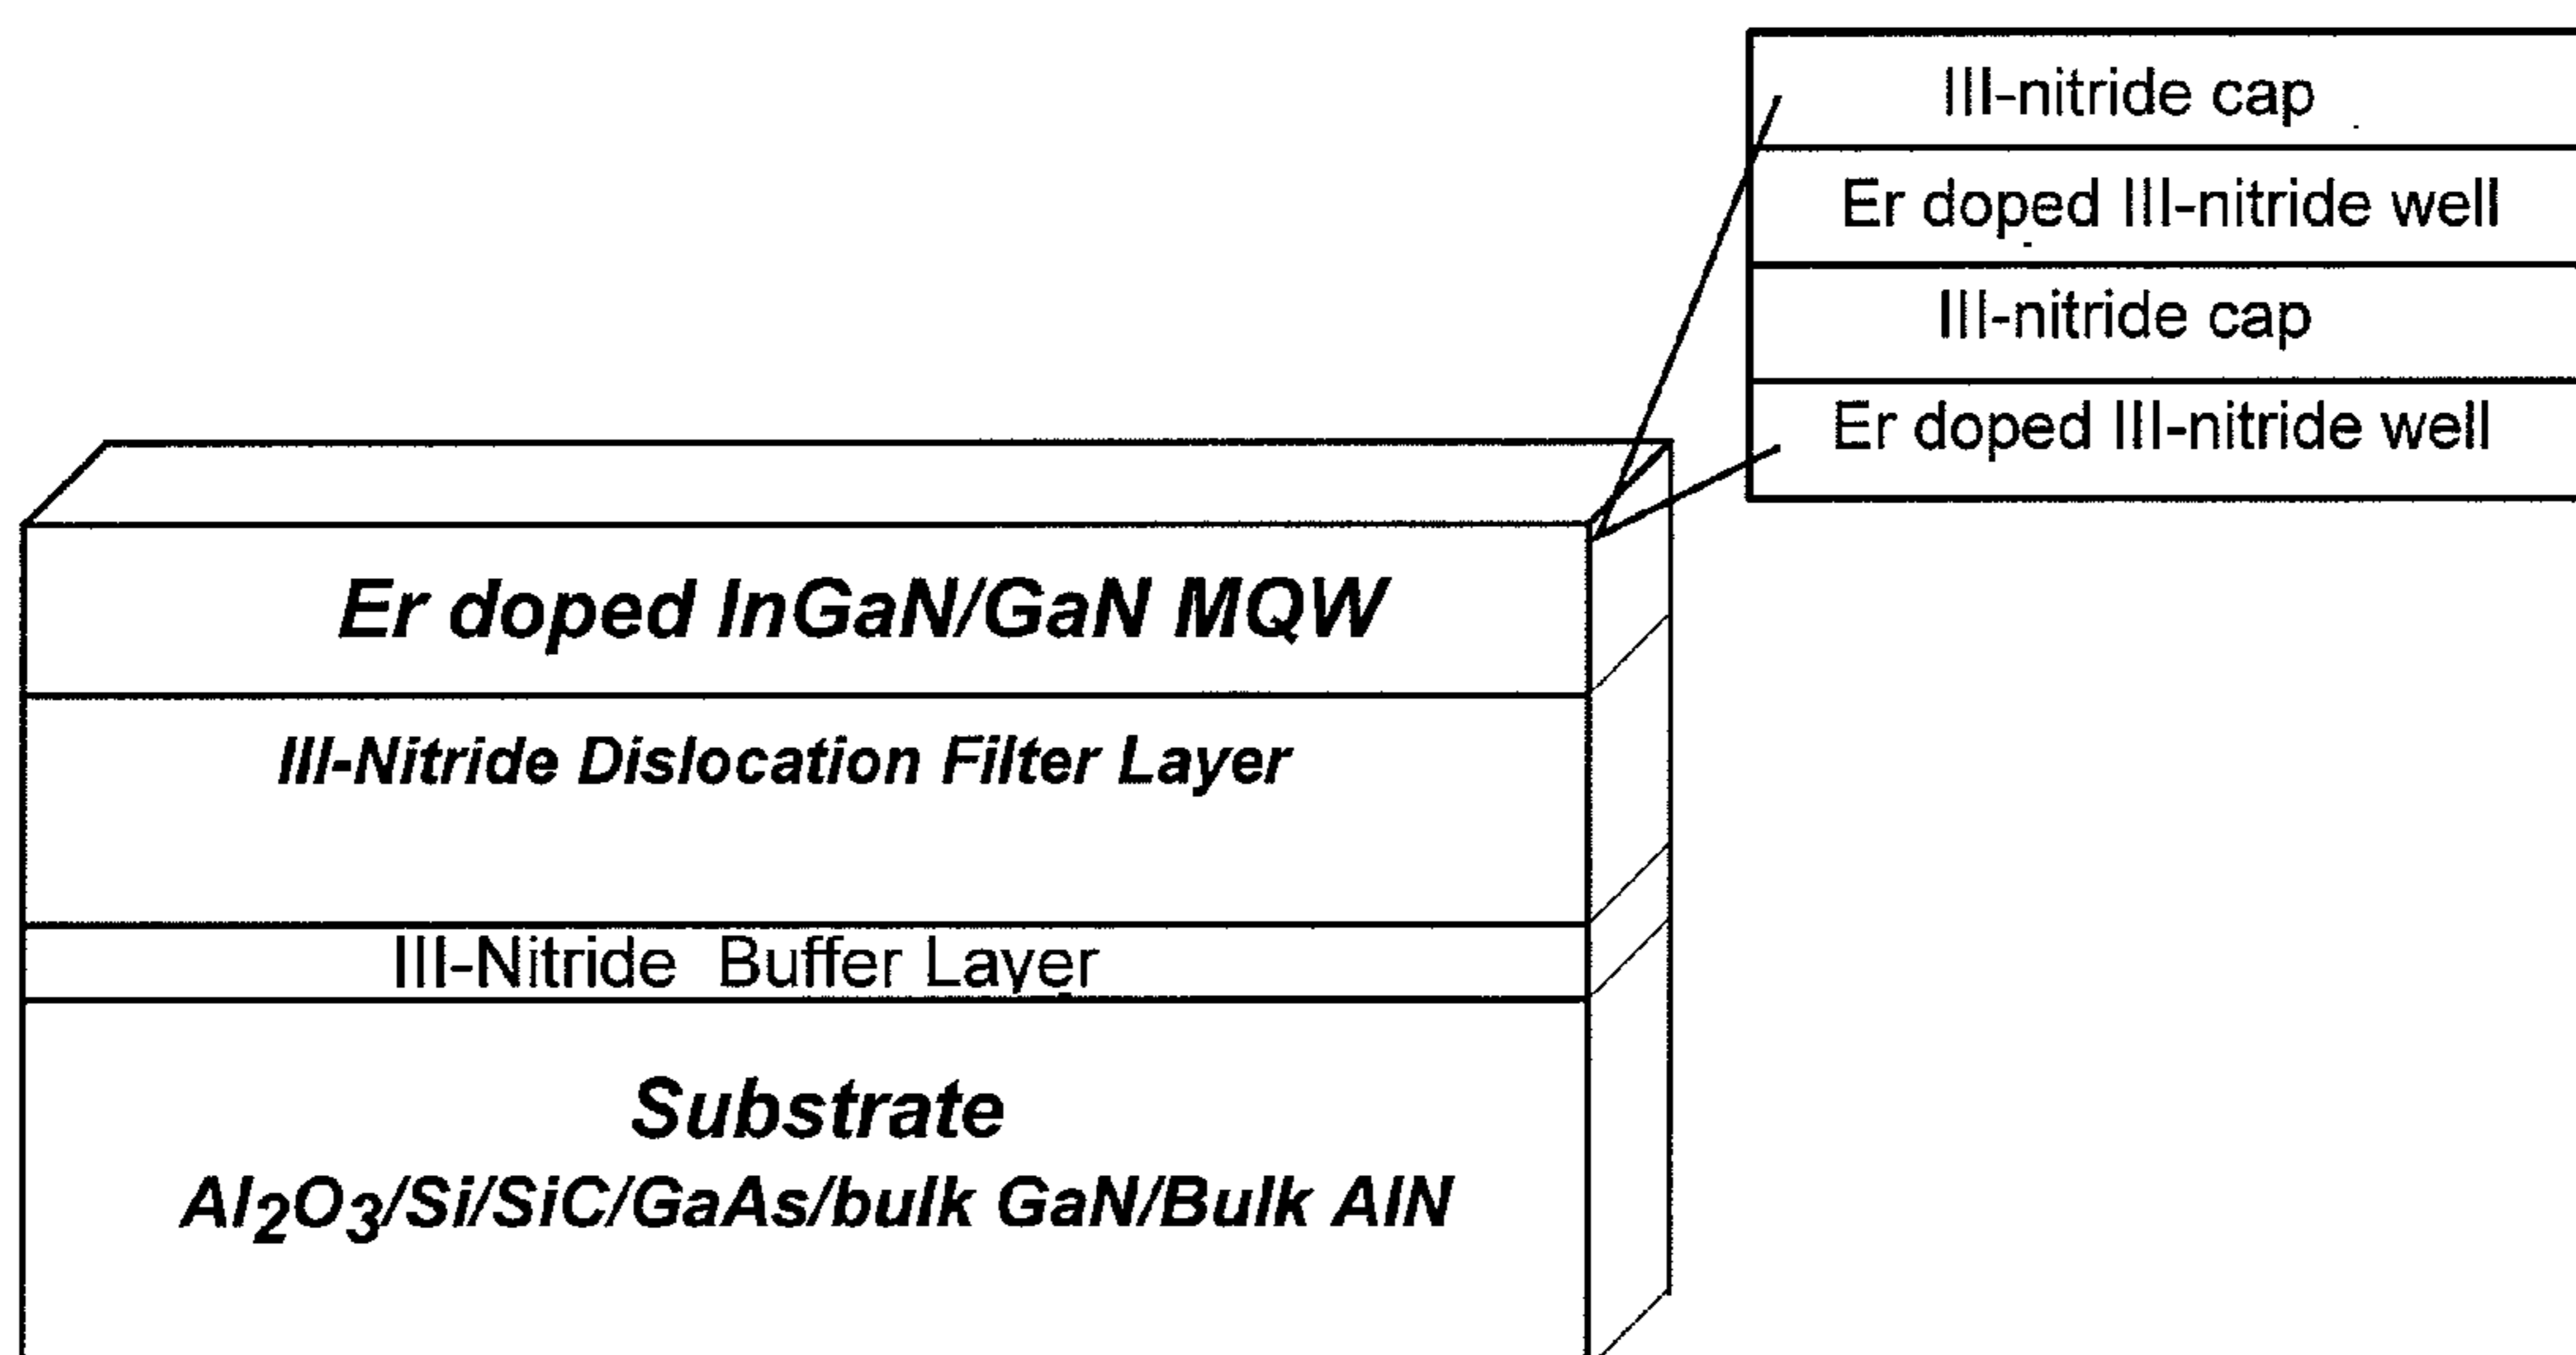 III-nitride cap
Er doped III-nitride well
III-nitride cap
Er doped III-nitride well
Er doped InGaN/GaN MQW
III-Nitride Dislocation Filter Layer
III-Nitride Buffer Layer
Substrate
Al₂O₃/Si/SiC/GaAs/bulk GaN/Bulk AlN